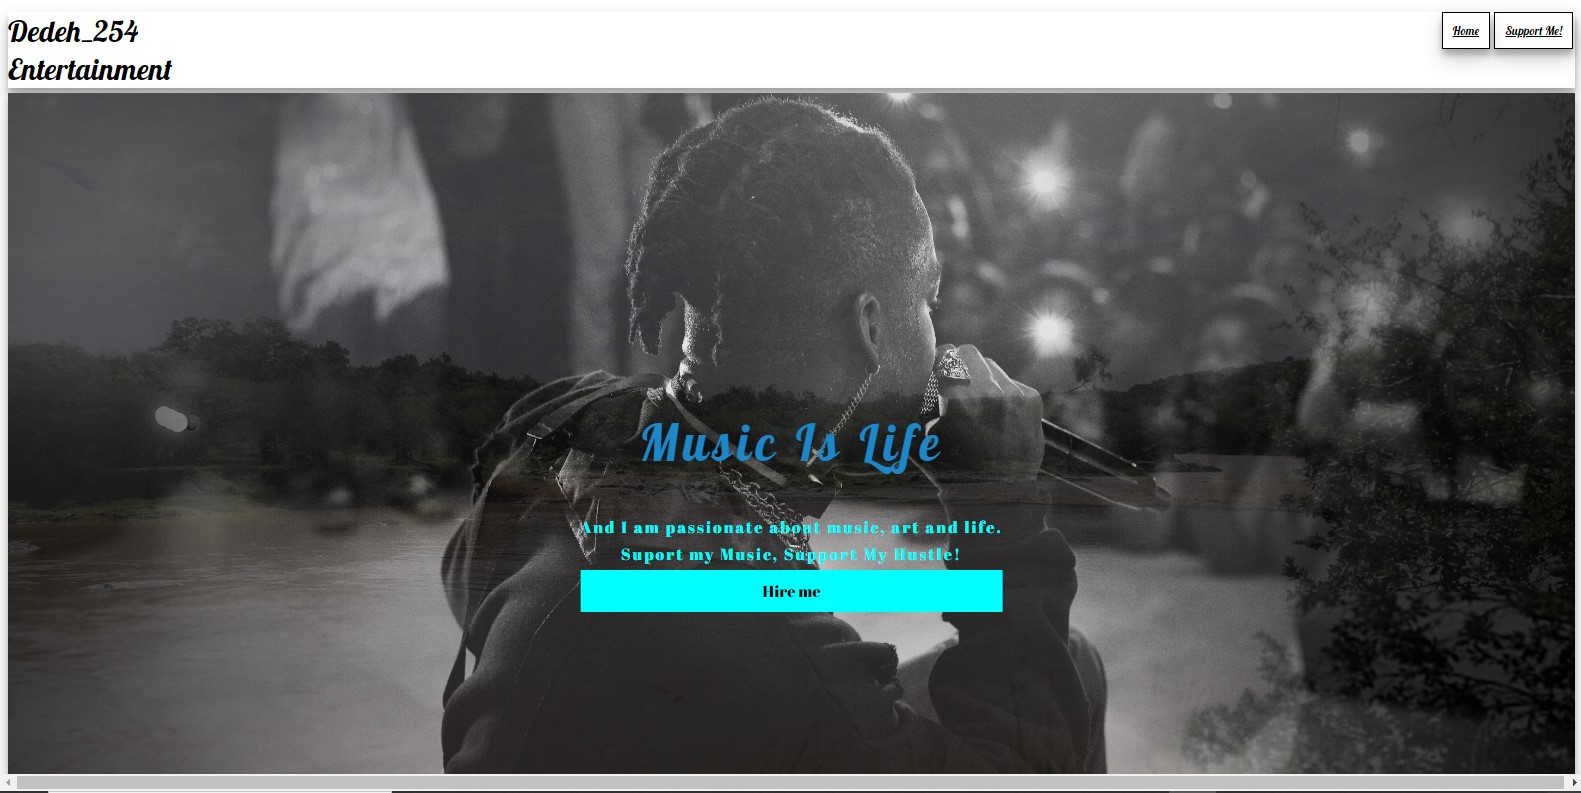 Dedeh_254
Entertainment
Home
Support Me!
Music Is Life
And I am passionate about music, art and life.
Suport my Music, Support My Hustle!
Hire me